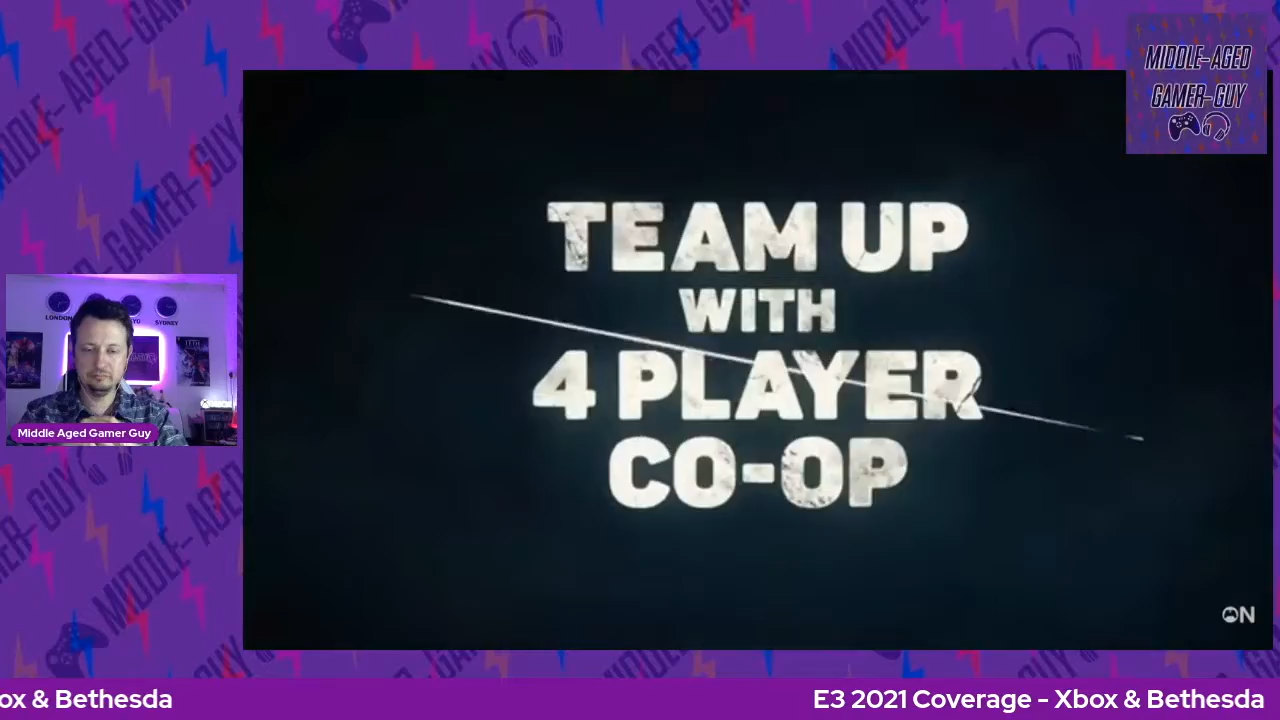 MIDDLE-AGED
GAMER-GUY
TEAM UP
WITH
4 PLAYER
CO-OP
LONDON
SYDNEY
Middle Aged Gamer Guy
ON
ox & Bethesda
E3 2021 Coverage - Xbox & Bethesda